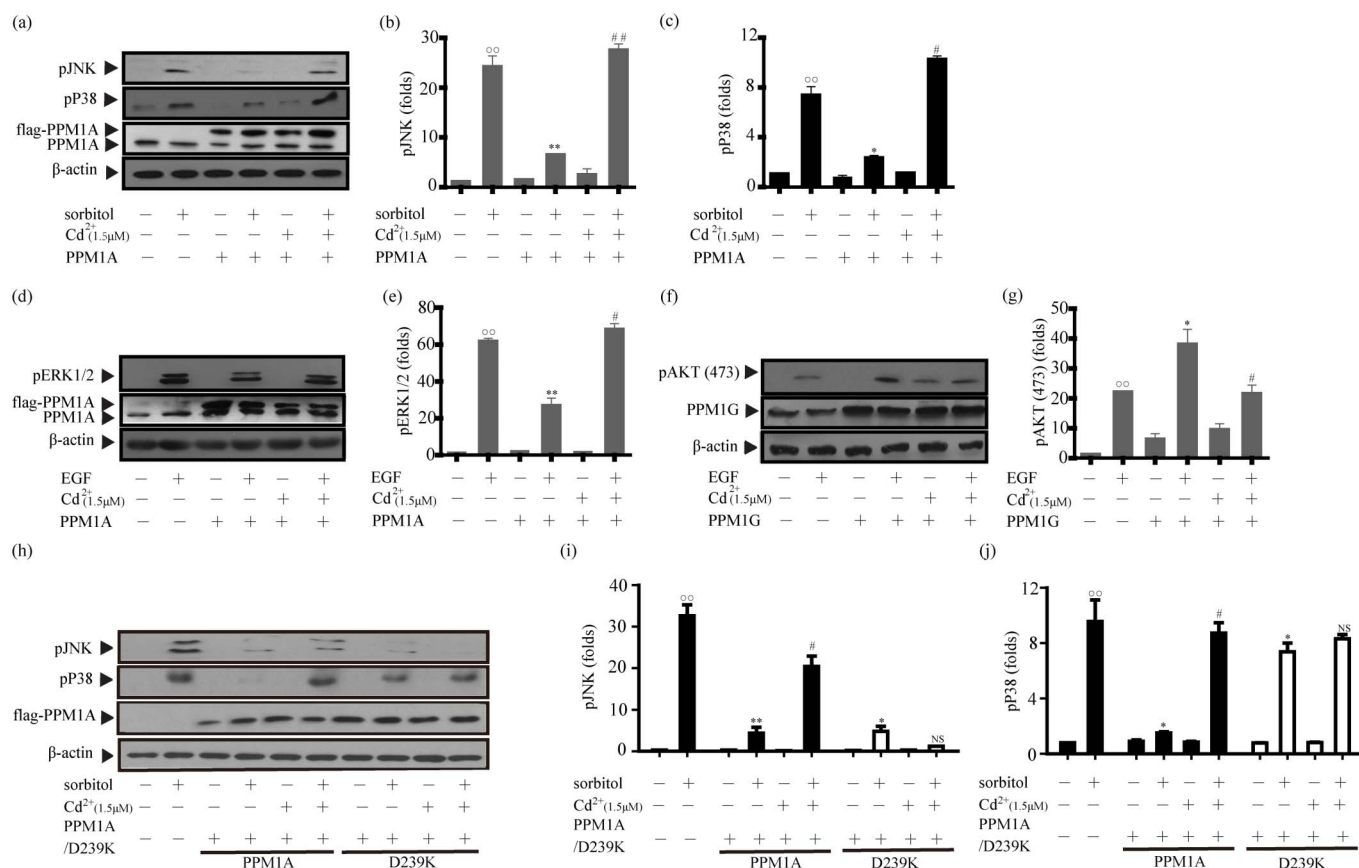 (a)
pJNK
pP38
flag-PPM1A
PPM1A
β-actin
sorbitol – + – + – +
Cd²⁺(1.5μM) – – – – + +
PPM1A – – + + + +
(b)
pJNK (folds)
30
20
10
0
○○
**
##
– + – + – +
– – – – + +
– – + + + +
(c)
pP38 (folds)
12
8
4
0
○○
*
#
sorbitol – + – + – +
Cd²⁺(1.5μM) – – – – + +
PPM1A – – + + + +
(d)
pERK1/2
flag-PPM1A
PPM1A
β-actin
EGF – + – + – +
Cd²⁺(1.5μM) – – – – + +
PPM1A – – + + + +
(e)
pERK1/2 (folds)
80
60
40
20
0
○○
**
#
EGF – + – + – +
Cd²⁺(1.5μM) – – – – + +
PPM1A – – + + + +
(f)
pAKT (473)
PPM1G
β-actin
EGF – + – + – +
Cd²⁺(1.5μM) – – – – + +
PPM1G – – + + + +
(g)
pAKT (473) (folds)
50
40
30
20
10
0
○○
*
#
EGF – + – + – +
Cd²⁺(1.5μM) – – – – + +
PPM1G – – + + + +
(h)
pJNK
pP38
flag-PPM1A
β-actin
sorbitol – + – + – + – + – +
Cd²⁺(1.5μM) – – – – + + – – + +
PPM1A
/D239K – – + + + + + + + +
PPM1A D239K
(i)
pJNK (folds)
40
30
20
10
0
○○
**
#
*
NS
sorbitol – + – + – + – + – +
Cd²⁺(1.5μM) – – – – + + – – + +
PPM1A
/D239K – – + + + + + + + +
PPM1A D239K
(j)
pP38 (folds)
12
8
4
0
○○
*
#
*
NS
sorbitol – + – + – + – + – +
Cd²⁺(1.5μM) – – – – + + – – + +
PPM1A
/D239K – – + + + + + + + +
PPM1A D239K